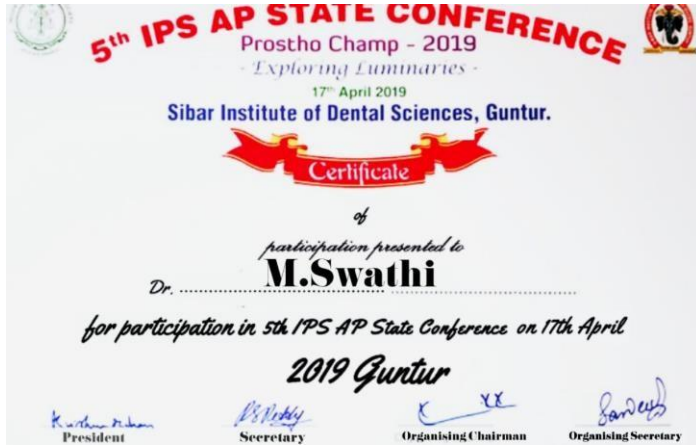 5th IPS AP STATE CONFERENCE
Prostho Champ - 2019
- Exploring Luminaries -
17th April 2019
Sibar Institute of Dental Sciences, Guntur.
Certificate
of
participation presented to
Dr. M.Swathi
for participation in 5th IPS AP State Conference on 17th April
2019 Guntur
PSReddy
President Secretary Organising Chairman Organising Secretary